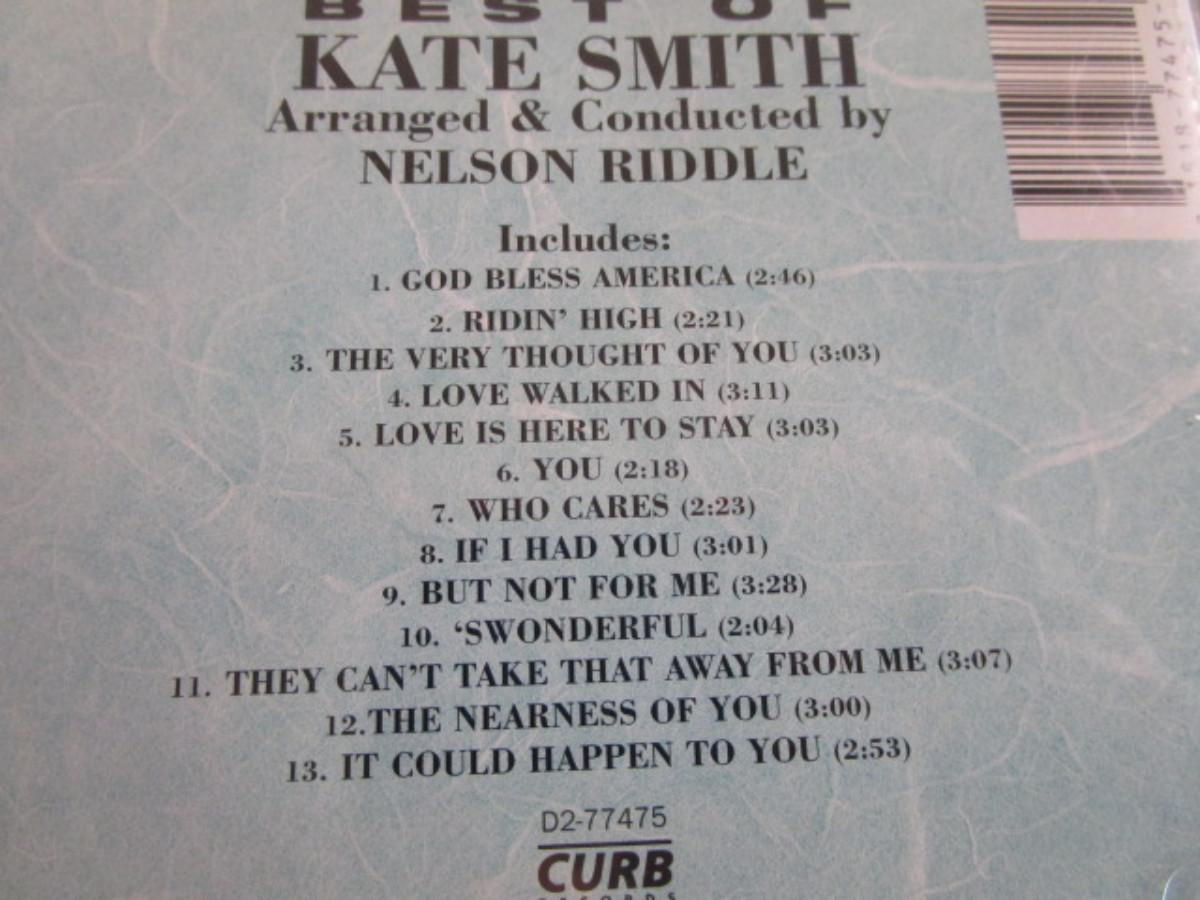 BEST OF
KATE SMITH
Arranged & Conducted by
NELSON RIDDLE
Includes:
1. GOD BLESS AMERICA (2:46)
2. RIDIN’ HIGH (2:21)
3. THE VERY THOUGHT OF YOU (3:03)
4. LOVE WALKED IN (3:11)
5. LOVE IS HERE TO STAY (3:03)
6. YOU (2:18)
7. WHO CARES (2:23)
8. IF I HAD YOU (3:01)
9. BUT NOT FOR ME (3:28)
10. ‘SWONDERFUL (2:04)
11. THEY CAN’T TAKE THAT AWAY FROM ME (3:07)
12.THE NEARNESS OF YOU (3:00)
13. IT COULD HAPPEN TO YOU (2:53)
D2-77475
CURB
RECORDS